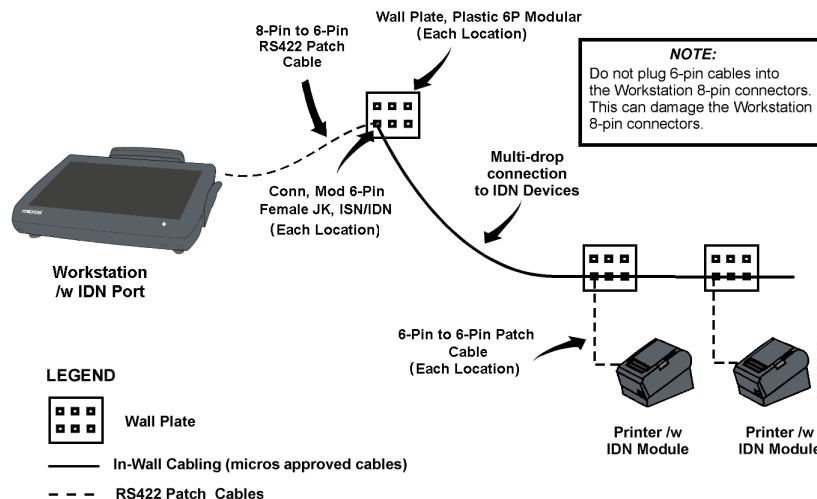 8-Pin to 6-Pin
RS422 Patch
Cable
Wall Plate, Plastic 6P Modular
(Each Location)
NOTE:
Do not plug 6-pin cables into
the Workstation 8-pin connectors.
This can damage the Workstation
8-pin connectors.
micros
Workstation
/w IDN Port
Conn, Mod 6-Pin
Female JK, ISN/IDN
(Each Location)
Multi-drop
connection
to IDN Devices
6-Pin to 6-Pin Patch
Cable
(Each Location)
Printer /w
IDN Module
Printer /w
IDN Module
LEGEND
Wall Plate
In-Wall Cabling (micros approved cables)
RS422 Patch Cables